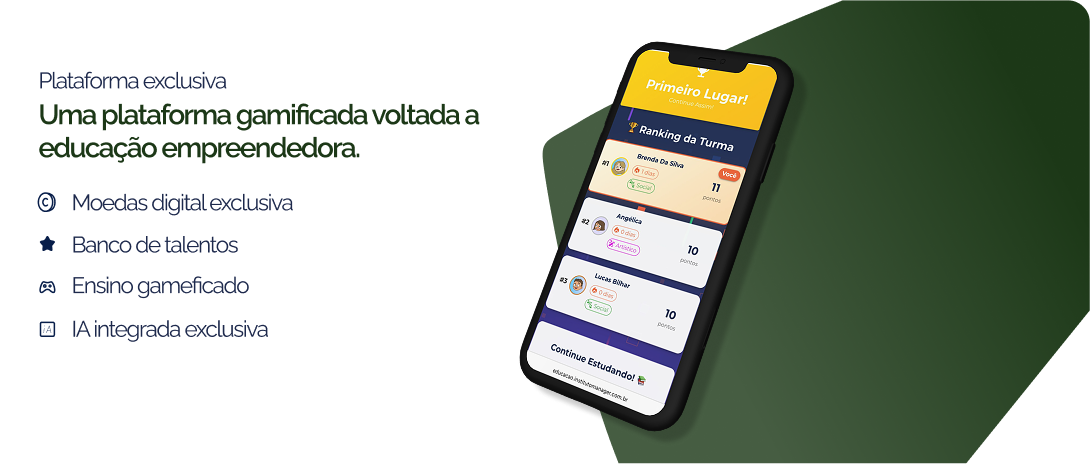 Plataforma exclusiva
Uma plataforma gamificada voltada a
educação empreendedora.
Moedas digital exclusiva
Banco de talentos
Ensino gameficado
IA integrada exclusiva
Primeiro Lugar!
Continue Assim!
Ranking da Turma
Você
#1 Brenda Da Silva
1 dias
Social
11
pontos
#2 Angélica
0 dias
Artístico
10
pontos
#3 Lucas Bilhar
0 dias
Social
10
pontos
Continue Estudando!
educacao.institutomanager.com.br